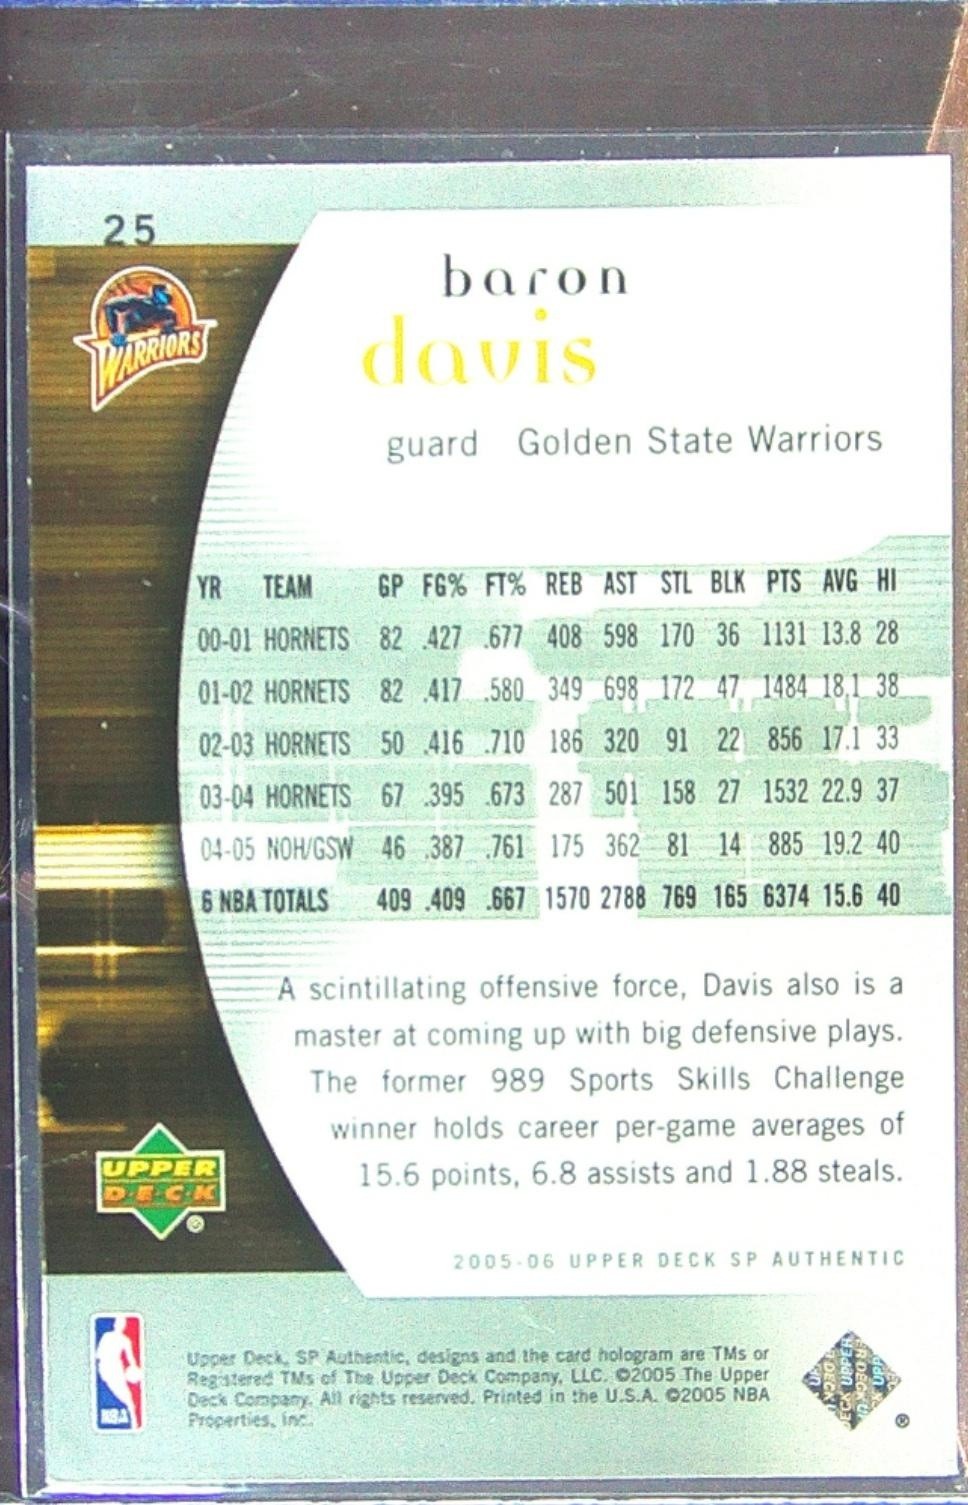 25
WARRIORS
baron
davis
guard Golden State Warriors
YR TEAM GP FG% FT% REB AST STL BLK PTS AVG HI
00-01 HORNETS 82 .427 .677 408 598 170 36 1131 13.8 28
01-02 HORNETS 82 .417 .580 349 698 172 47 1484 18.1 38
02-03 HORNETS 50 .416 .710 186 320 91 22 856 17.1 33
03-04 HORNETS 67 .395 .673 287 501 158 27 1532 22.9 37
04-05 NOH/GSW 46 .387 .761 175 362 81 14 885 19.2 40
6 NBA TOTALS 409 .409 .667 1570 2788 769 165 6374 15.6 40
A scintillating offensive force, Davis also is a
master at coming up with big defensive plays.
The former 989 Sports Skills Challenge
winner holds career per-game averages of
15.6 points, 6.8 assists and 1.88 steals.
UPPER
D·E·C·K
®
2005-06 UPPER DECK SP AUTHENTIC
NBA
Upper Deck, SP Authentic, designs and the card hologram are TMs or
Registered TMs of The Upper Deck Company, LLC. ©2005 The Upper
Deck Company. All rights reserved. Printed in the U.S.A. ©2005 NBA
Properties, Inc.
®